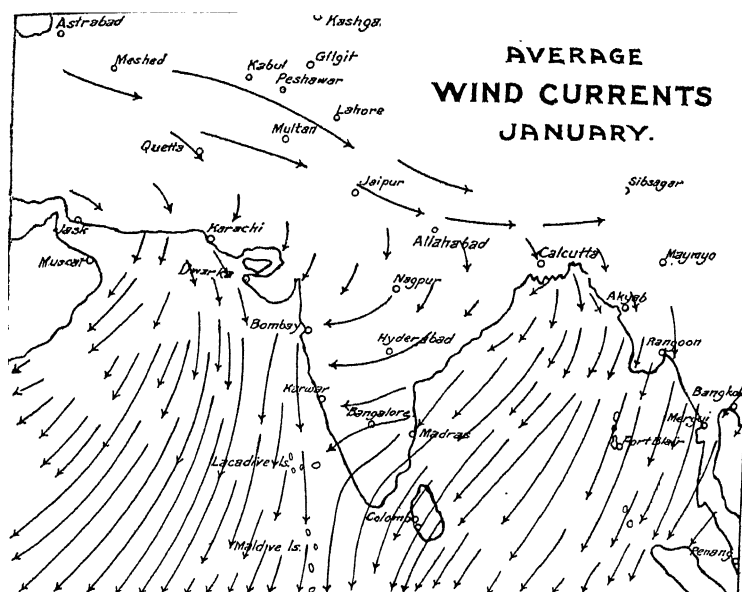 Astrabad
Kashga
Meshed
Kabul
Gilgit
Peshawar
AVERAGE
WIND CURRENTS
JANUARY.
Lahore
Multan
Quetta
Jaipur
Sibsagar
Jask
Karachi
Allahabad
Muscat
Dwarka
Calcutta
Maymyo
Nagpur
Akyab
Bombay
Hyderabad
Rangoon
Karwar
Bangkok
Bangalore
Madras
Mergui
Port Blair
Lacadive Is.
Colombo
Maldive Is.
Penang